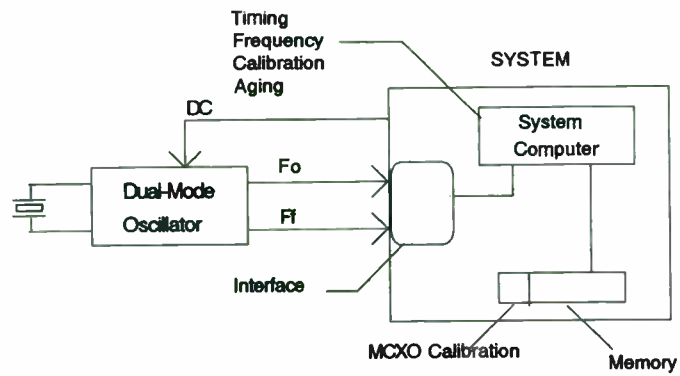 Timing
Frequency
Calibration
Aging
SYSTEM
DC
System
Computer
Fo
Dual-Mode
Oscillator
Ff
Interface
MCXO Calibration
Memory